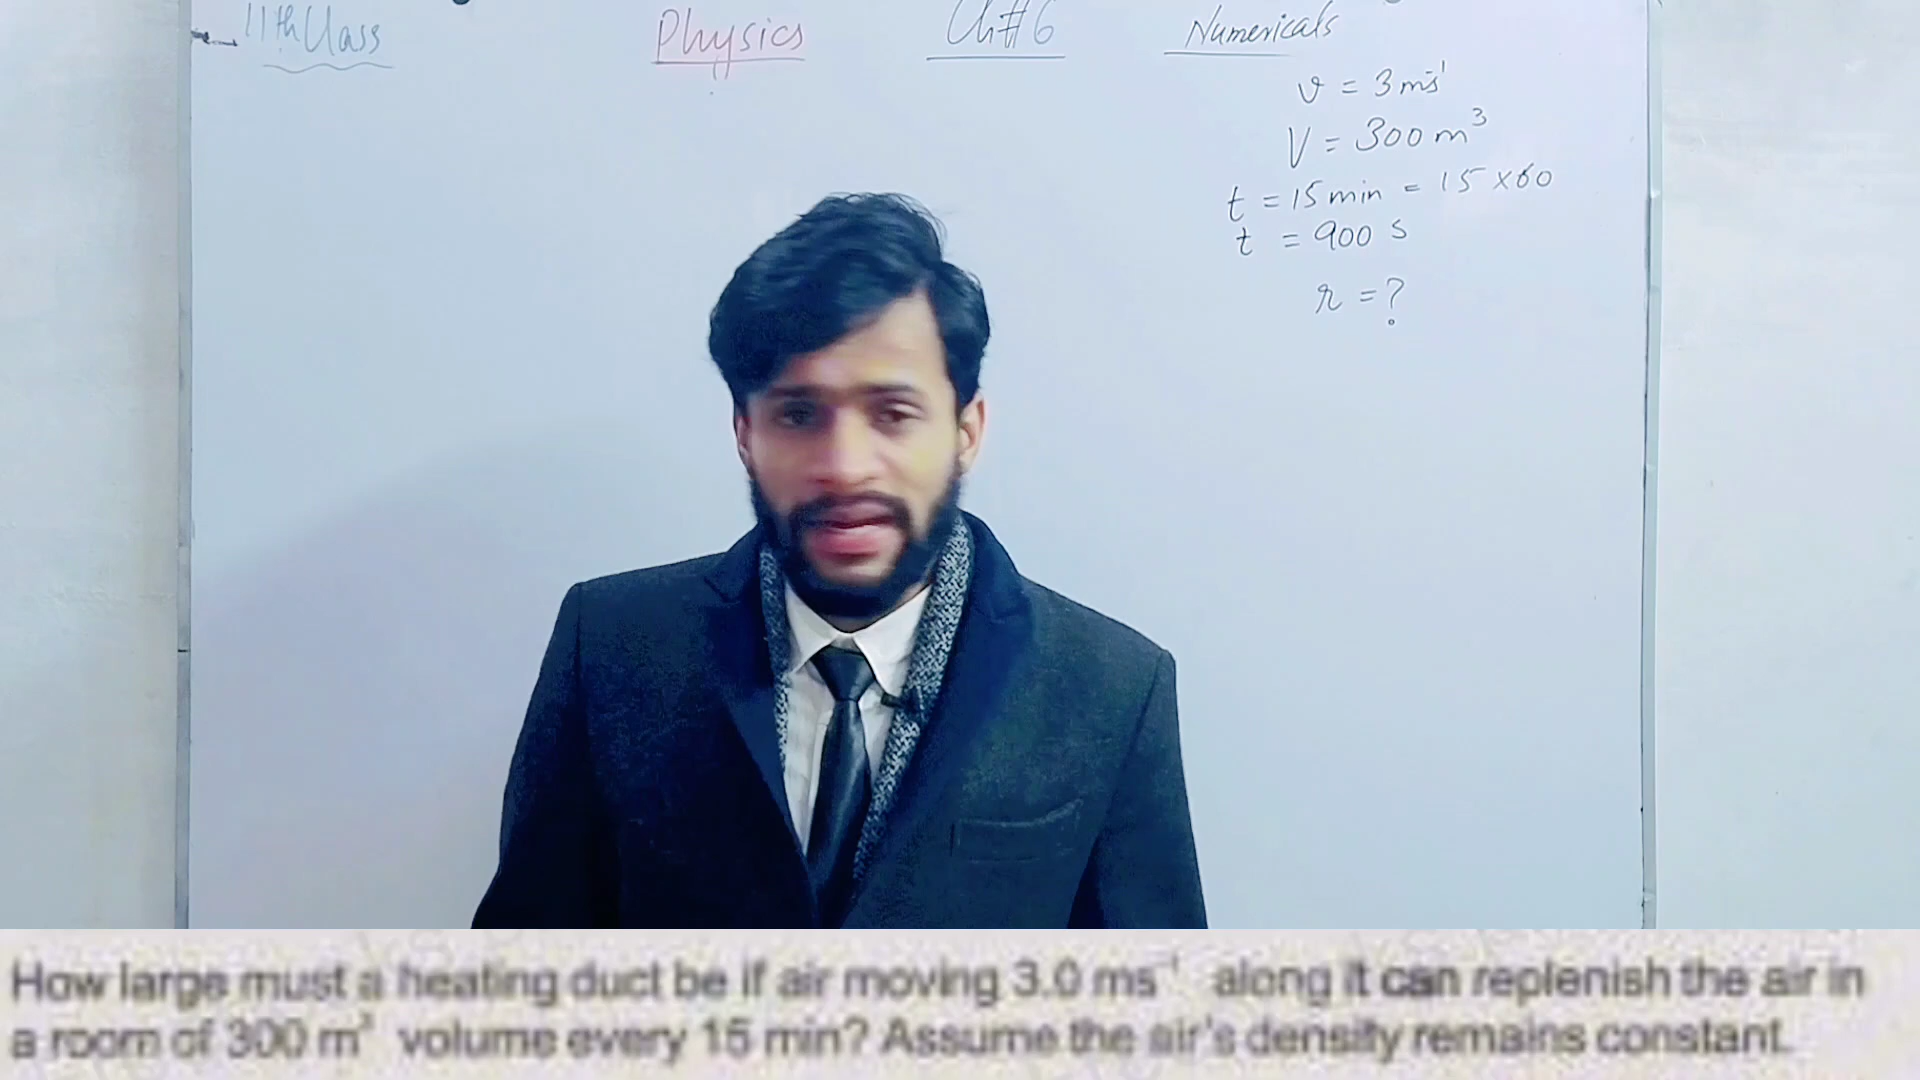 11th Class Physics Ch#6 Numericals
v = 3 ms⁻¹
V = 300 m³
t = 15 min = 15 × 60
t = 900 s
r = ?
How large must a heating duct be if air moving 3.0 ms⁻¹ along it can replenish the air in
a room of 300 m³ volume every 15 min? Assume the air's density remains constant.